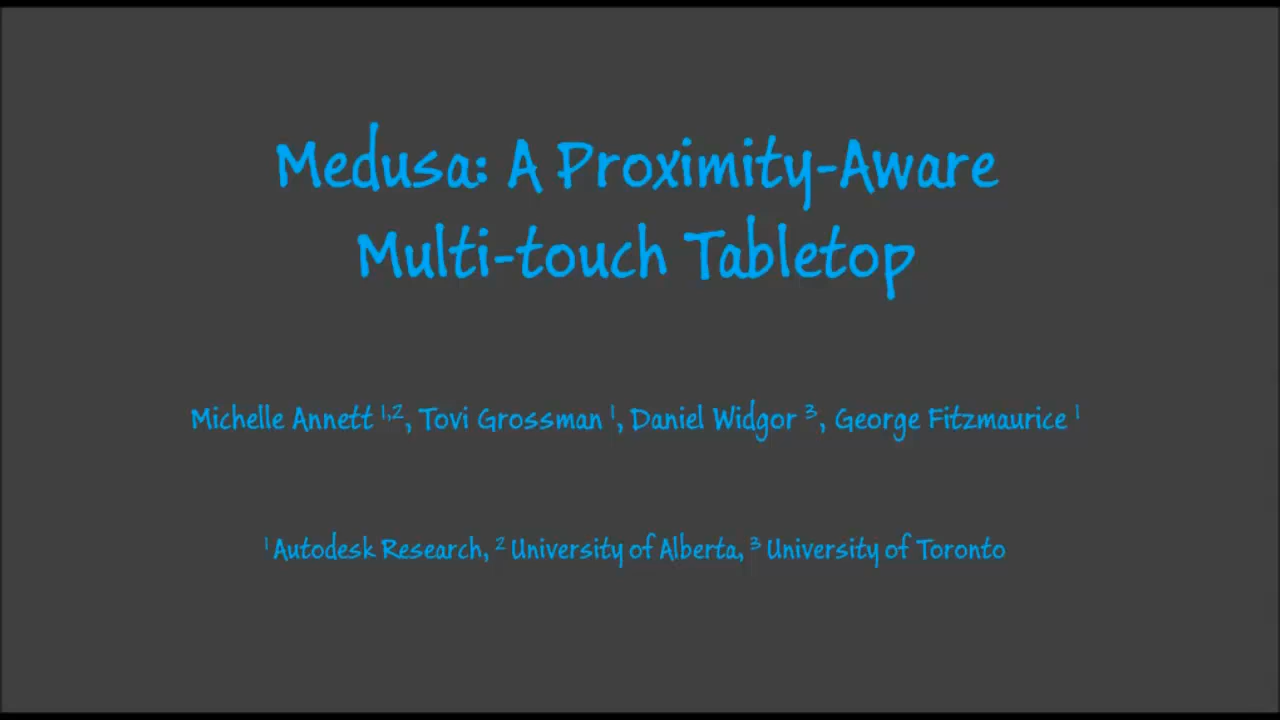 Medusa: A Proximity-Aware
Multi-touch Tabletop
Michelle Annett 1,2, Tovi Grossman 1, Daniel Widgor 3, George Fitzmaurice 1
1 Autodesk Research, 2 University of Alberta, 3 University of Toronto